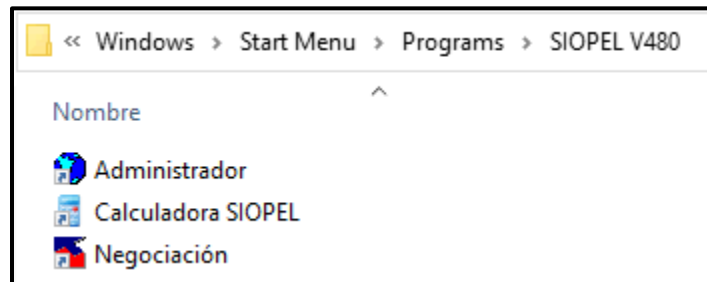 « Windows > Start Menu > Programs > SIOPEL V480
Nombre
Administrador
Calculadora SIOPEL
Negociación